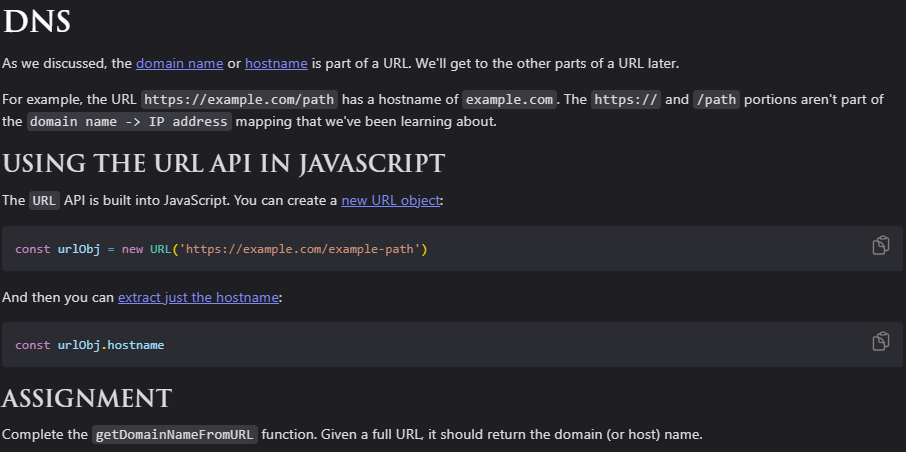 DNS
As we discussed, the domain name or hostname is part of a URL. We'll get to the other parts of a URL later.
For example, the URL https://example.com/path has a hostname of example.com. The https:// and /path portions aren't part of
the domain name -> IP address mapping that we've been learning about.
USING THE URL API IN JAVASCRIPT
The URL API is built into JavaScript. You can create a new URL object:
const urlObj = new URL('https://example.com/example-path')
And then you can extract just the hostname:
const urlObj.hostname
ASSIGNMENT
Complete the getDomainNameFromURL function. Given a full URL, it should return the domain (or host) name.